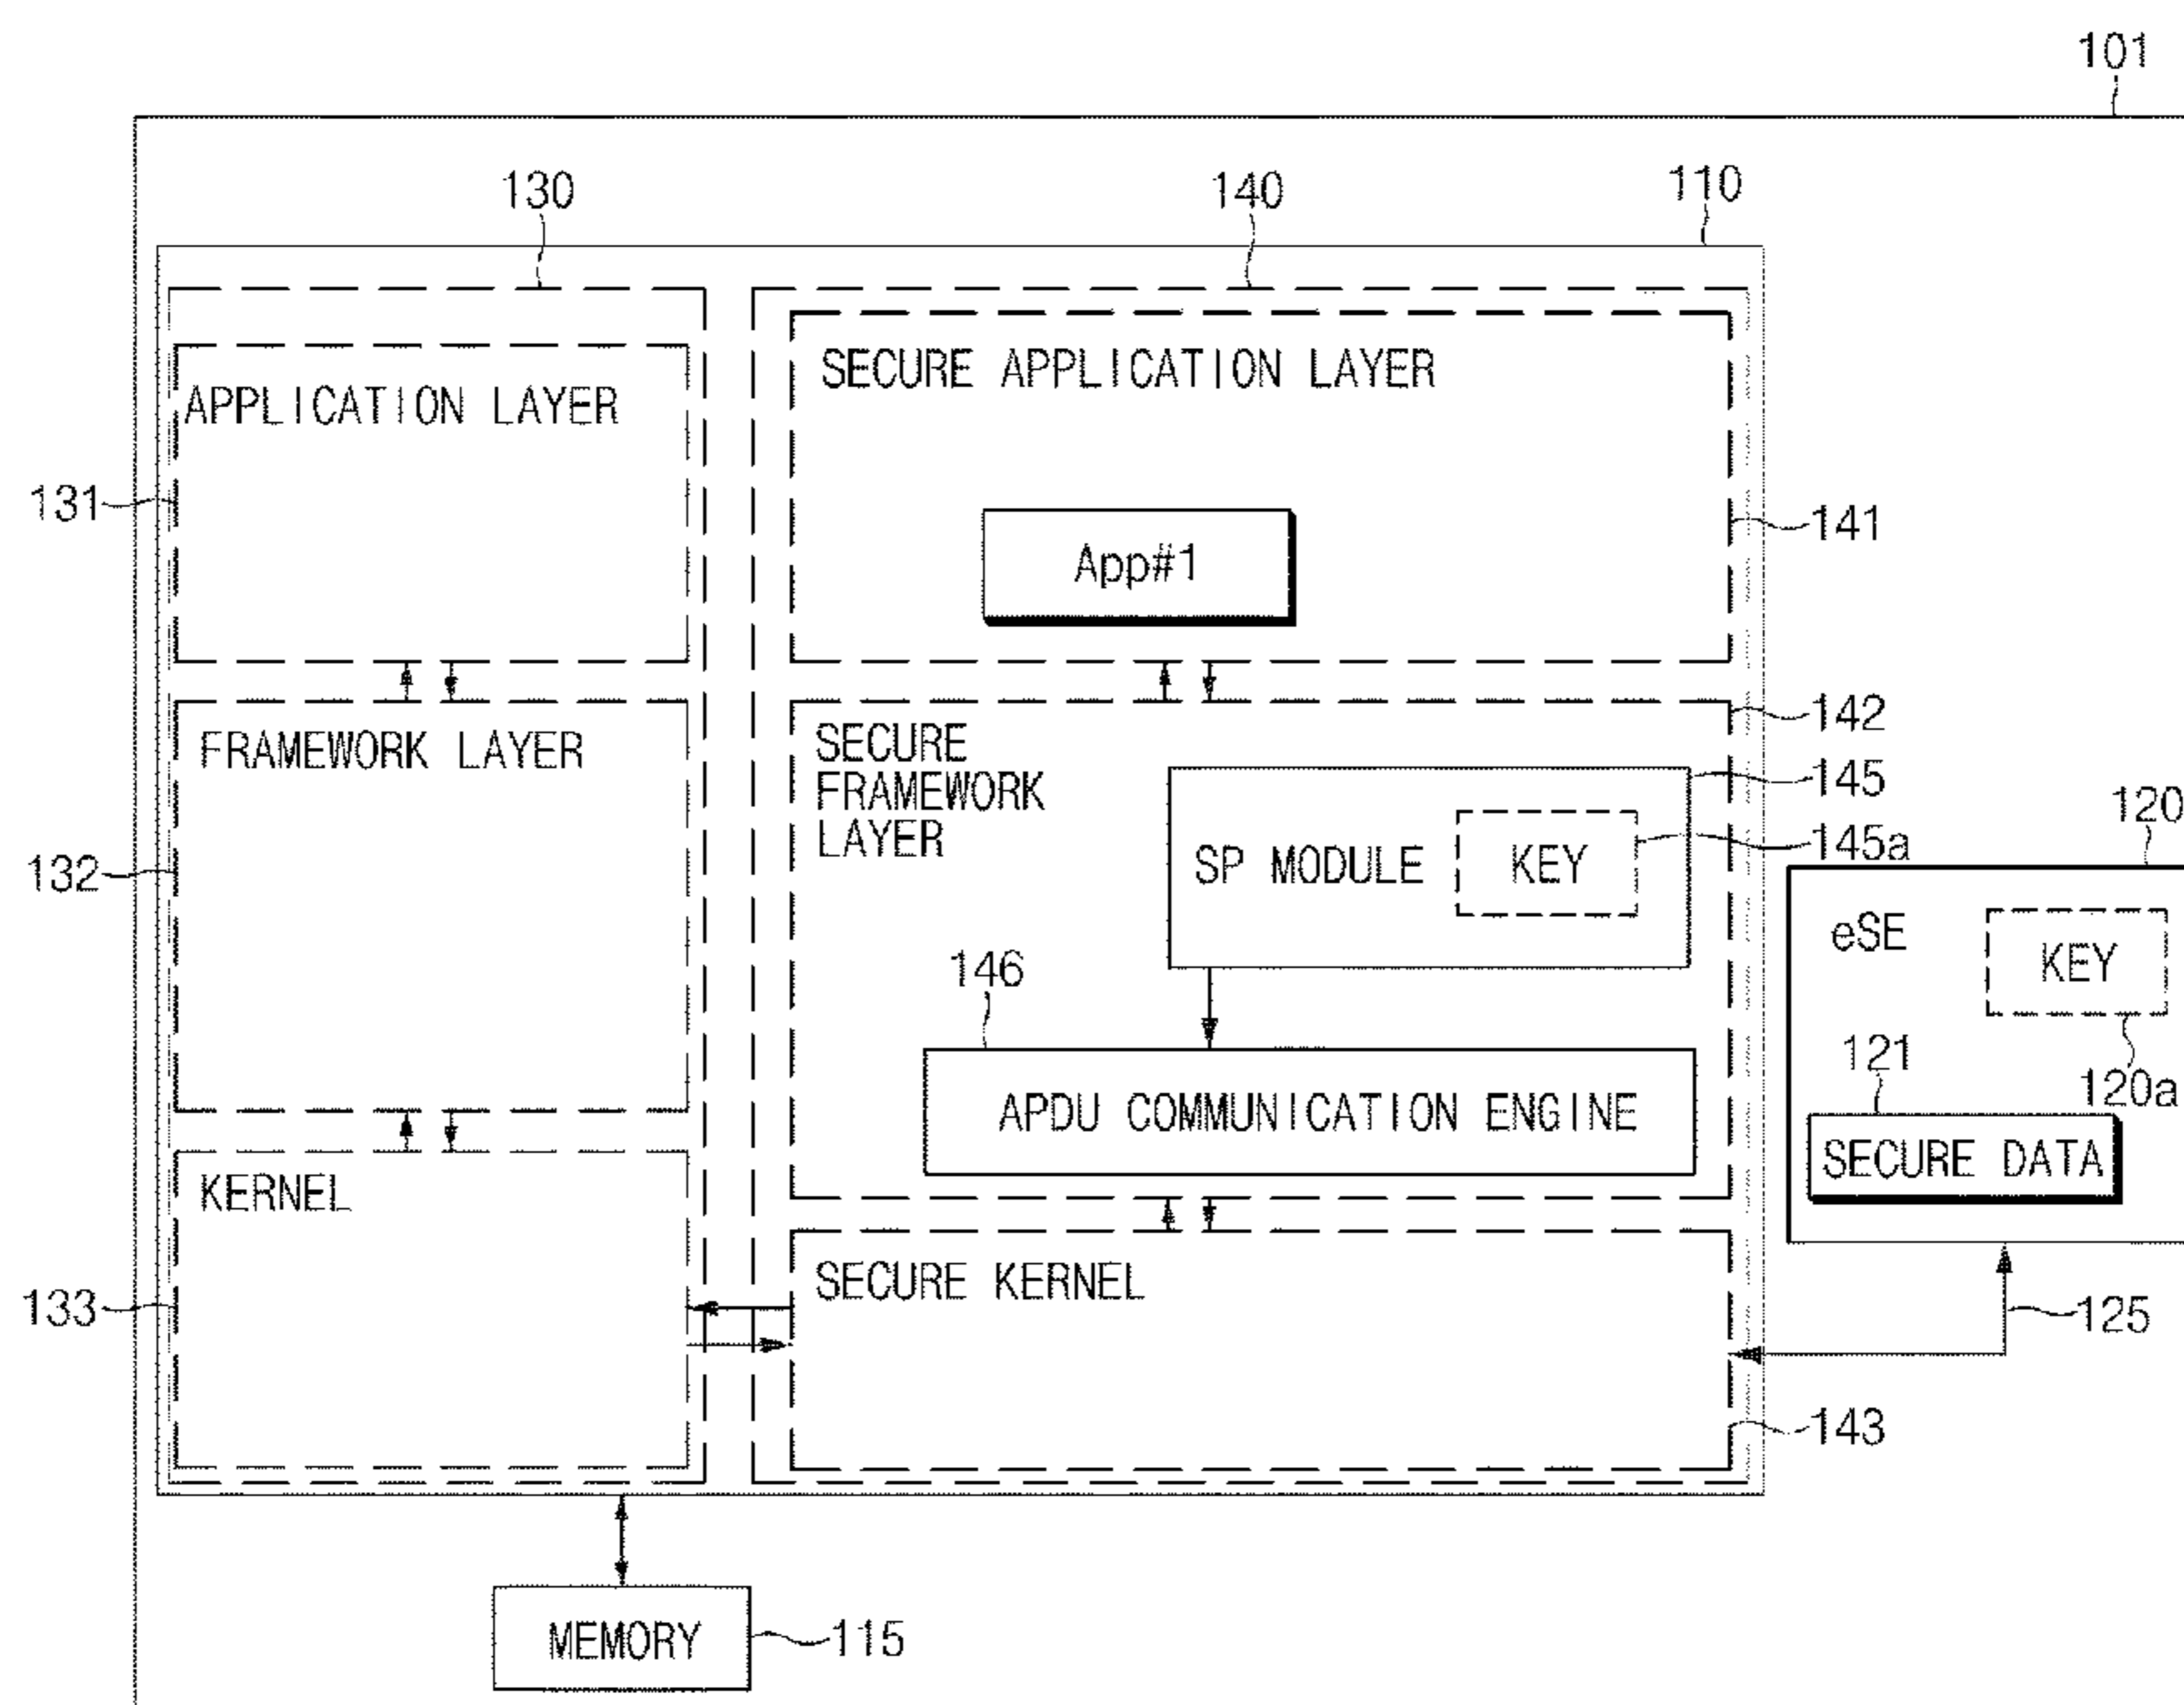 101
130
140
110
SECURE APPLICATION LAYER
APPLICATION LAYER
131
141
App#1
142
FRAMEWORK LAYER
SECURE
FRAMEWORK
LAYER
145
120
132
SP MODULE
KEY
145a
eSE
KEY
146
121
120a
APDU COMMUNICATION ENGINE
SECURE DATA
KERNEL
SECURE KERNEL
133
125
143
MEMORY
115